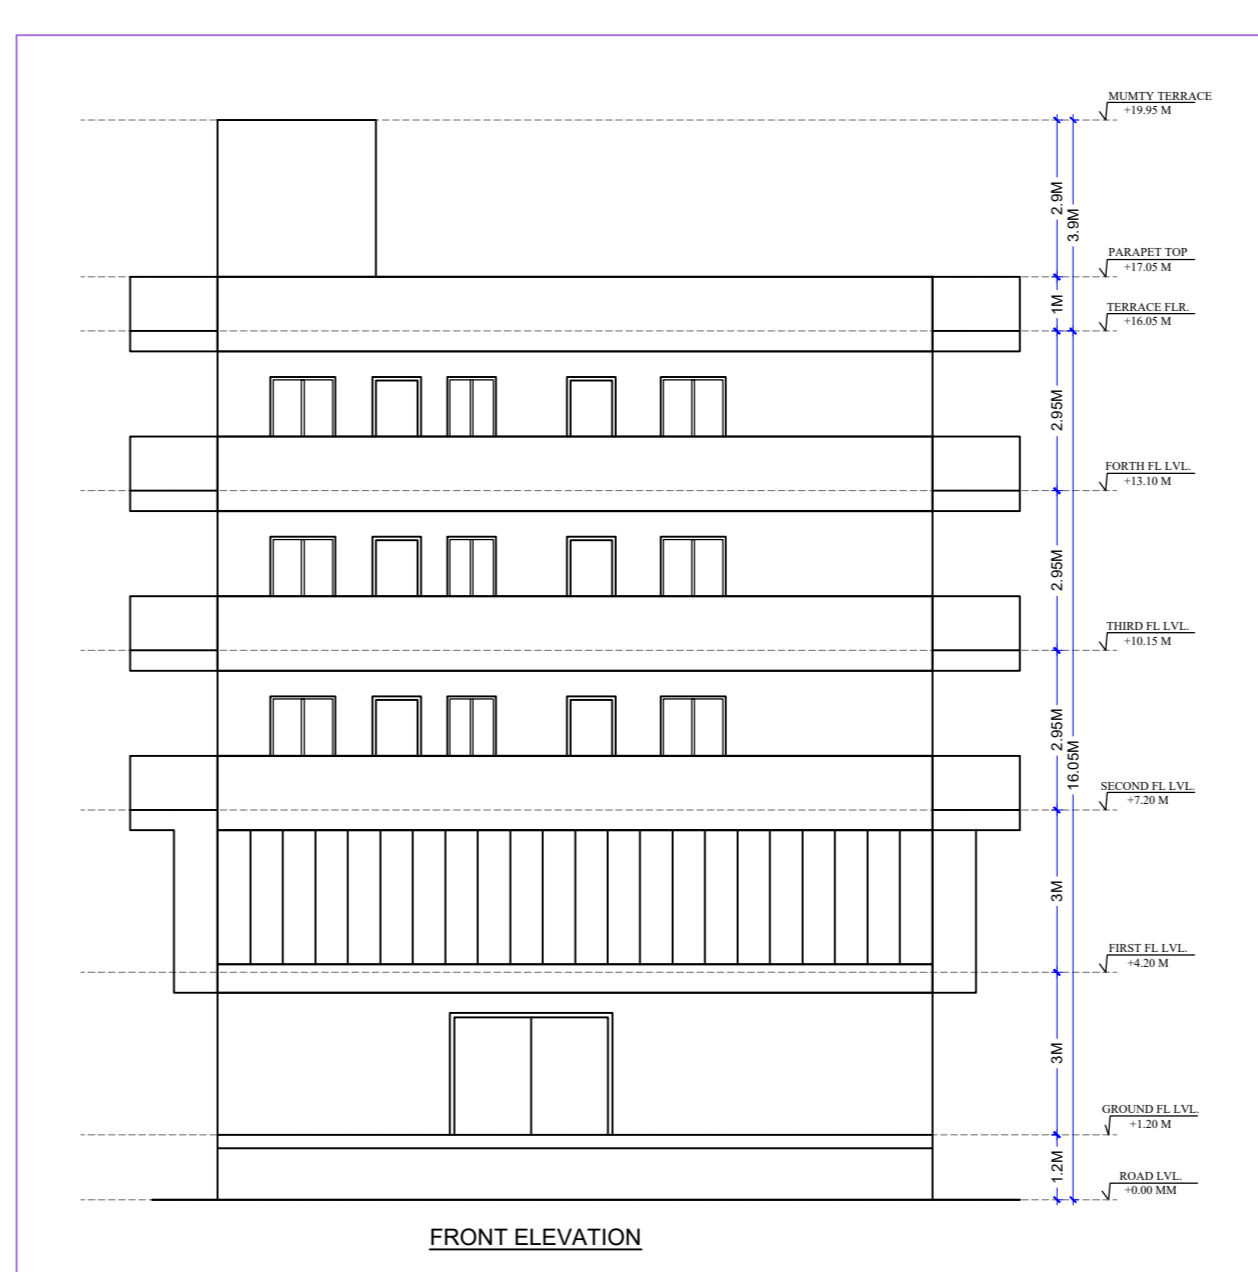 MUMTY TERRACE
+19.95 M
2.9M
3.9M
PARAPET TOP
+17.05 M
1M
TERRACE FLR.
+16.05 M
2.95M
FORTH FL LVL.
+13.10 M
2.95M
THIRD FL LVL.
+10.15 M
2.95M
16.05M
SECOND FL LVL.
+7.20 M
3M
FIRST FL LVL.
+4.20 M
3M
GROUND FL LVL.
+1.20 M
1.2M
ROAD LVL.
+0.00 MM
FRONT ELEVATION